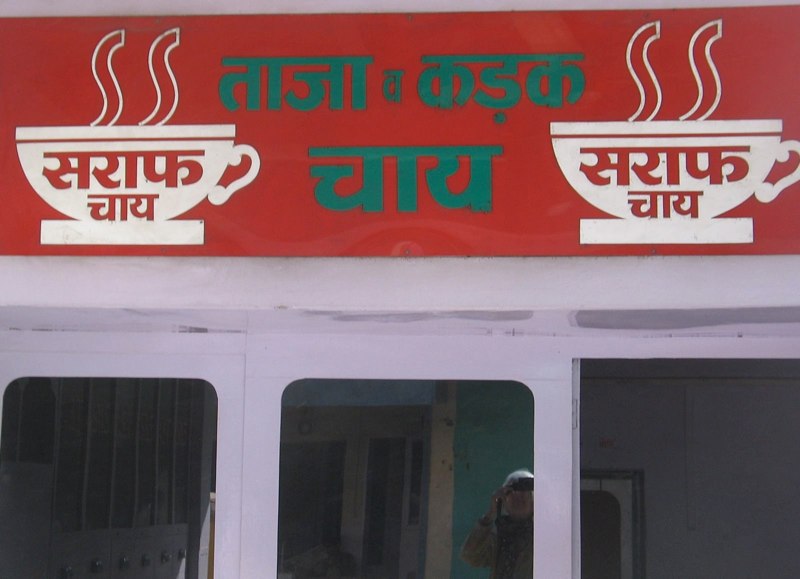 ताजा व कड़क
चाय
सराफ
चाय
सराफ
चाय